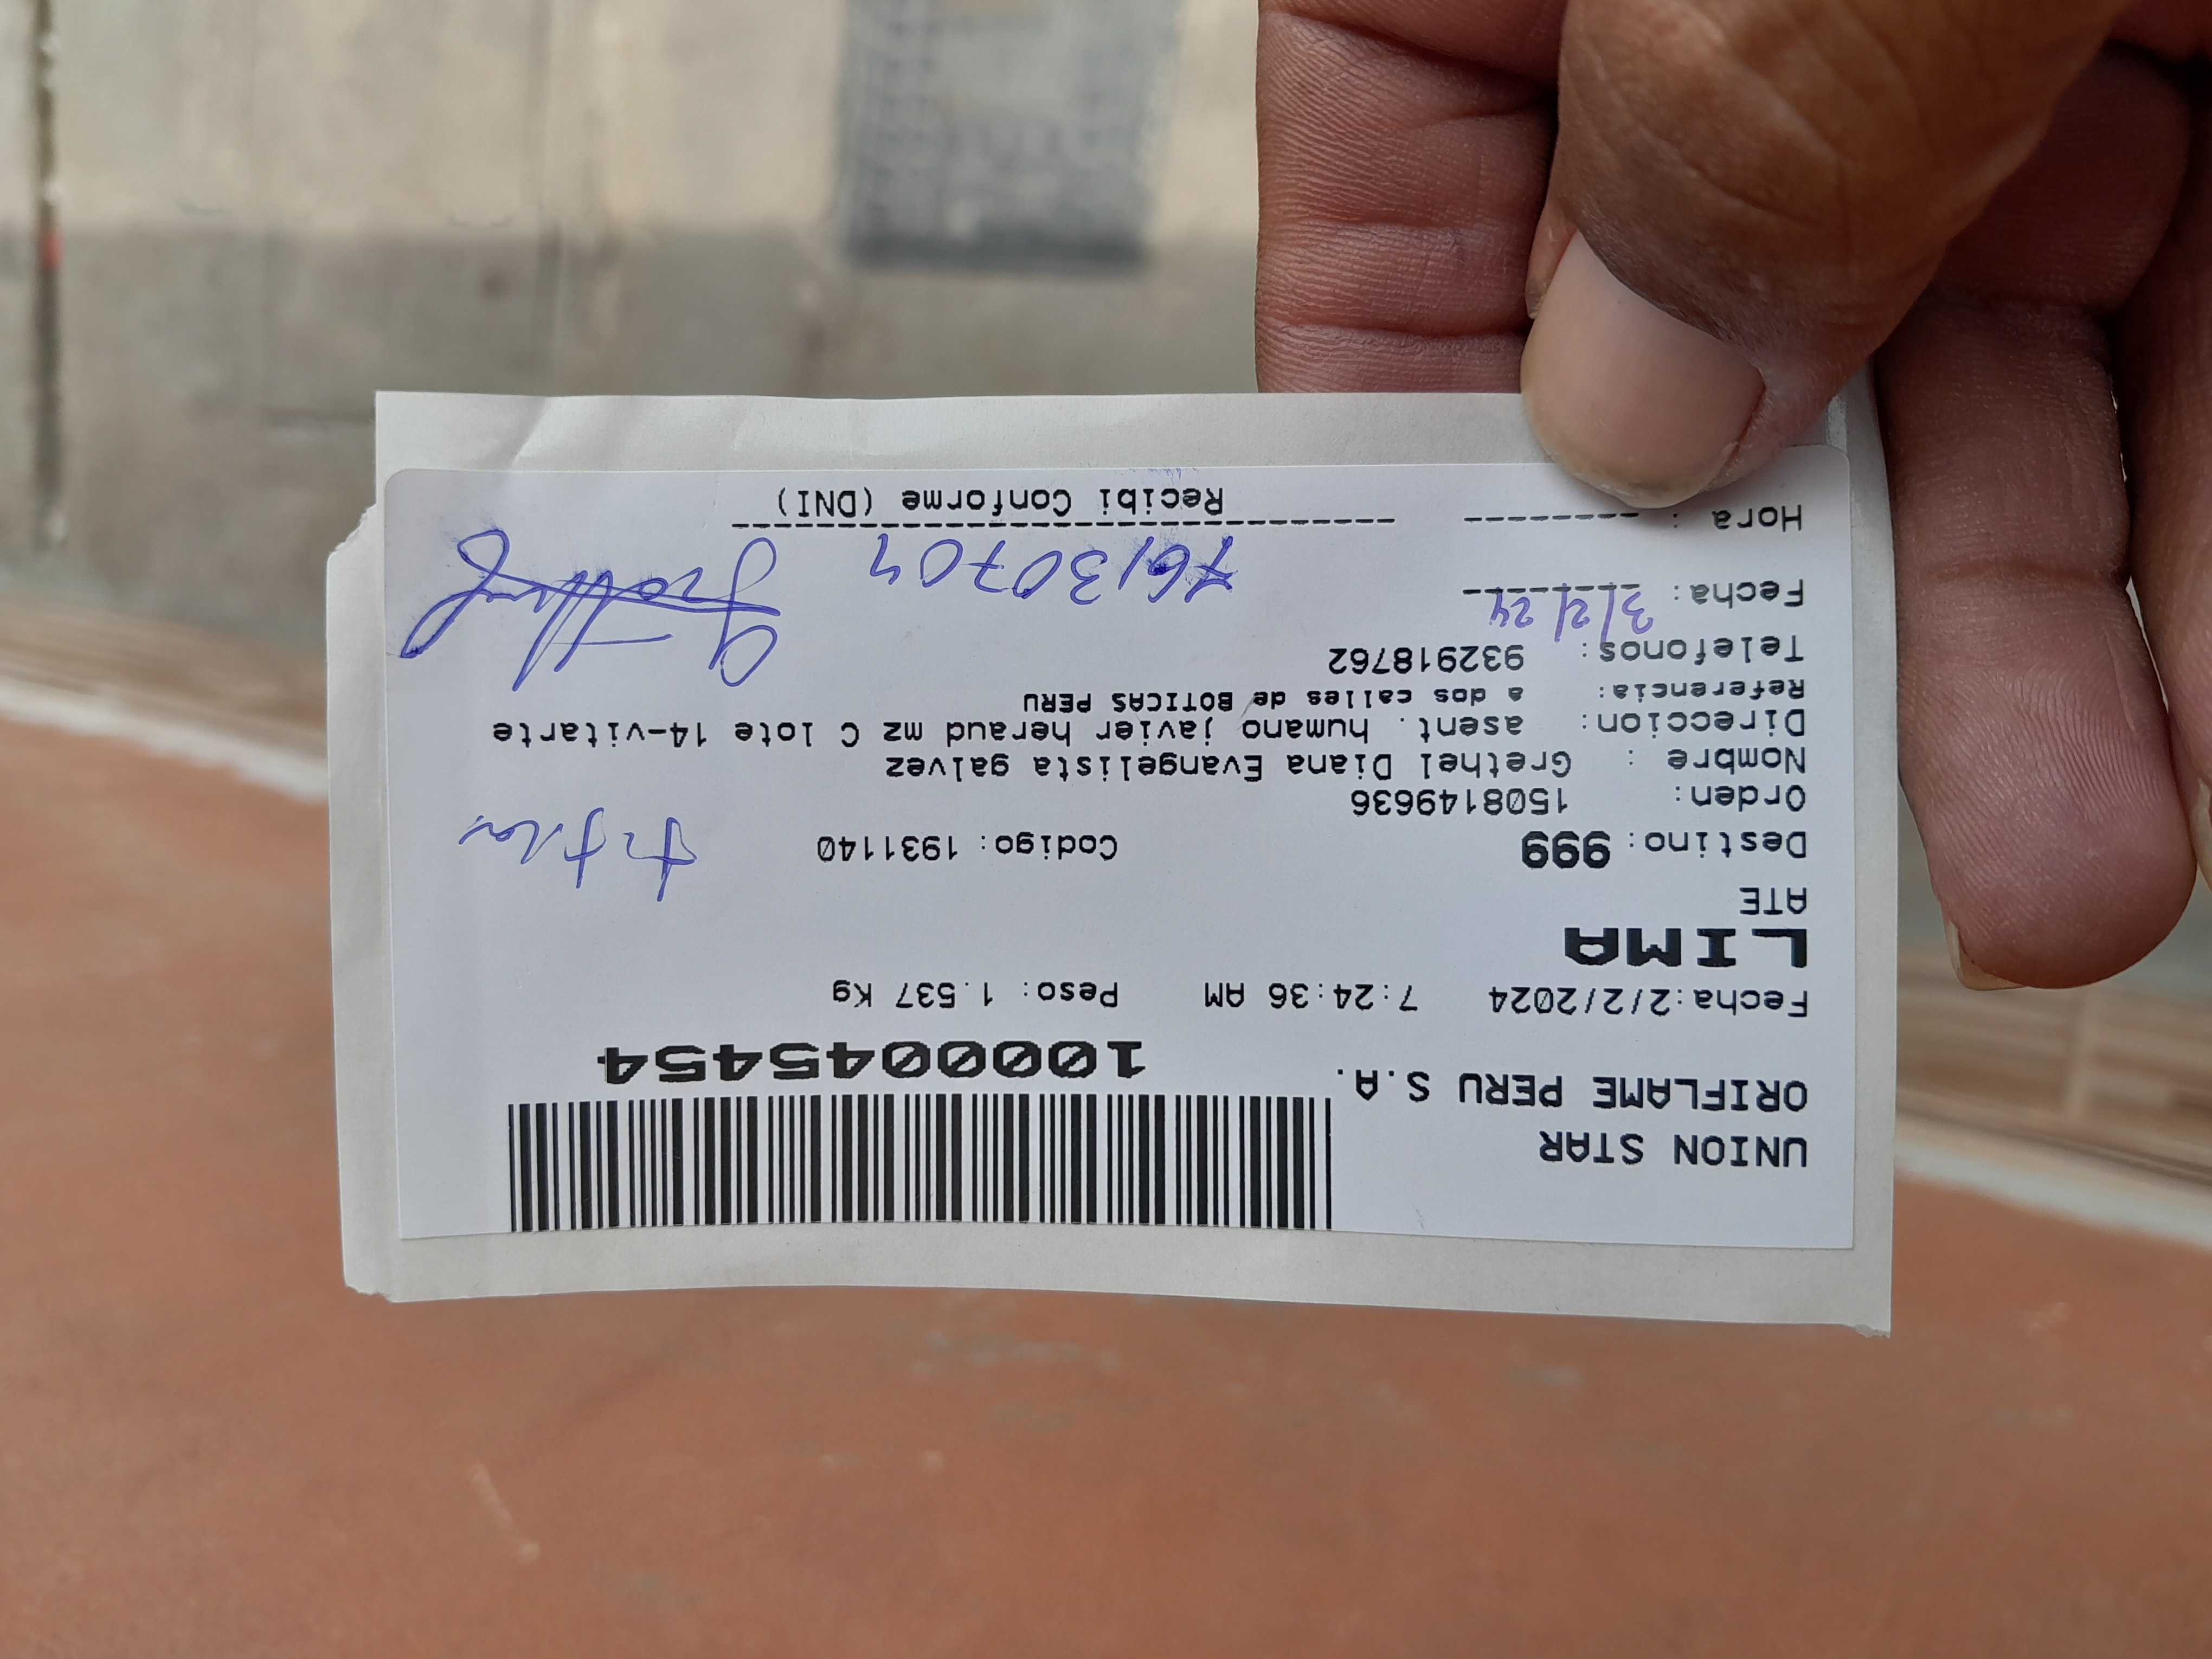 UNION STAR
ORIFLAME PERU S.A.
1000045454
Fecha:2/2/2024 7:24:36 AM Peso: 1.537 Kg
LIMA
ATE
Destino: 999 Codigo: 1931140
Orden: 1508149636
Nombre : Grethel Diana Evangelista galvez
Direccion: asent. humano javier heraud mz C lote 14-vitarte
Referencia: a dos calles de BOTICAS PERU
Telefonos: 932918762
Fecha: 3/2/24
76130704
Hora :
Recibi Conforme (DNI)